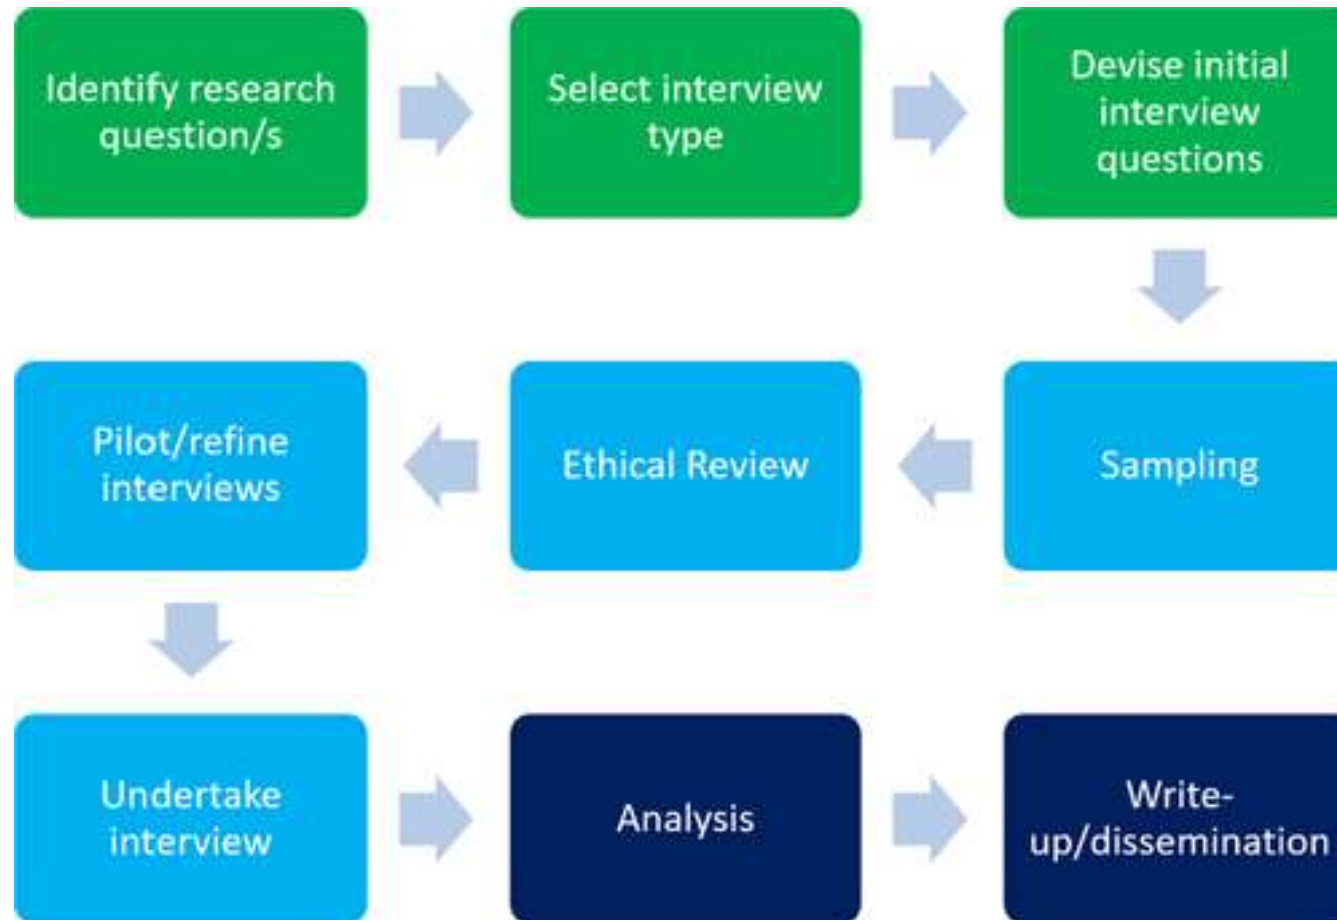 Identify research
question/s
Select interview
type
Devise initial
interview
questions
Sampling
Ethical Review
Pilot/refine
interviews
Undertake
interview
Analysis
Write-
up/dissemination